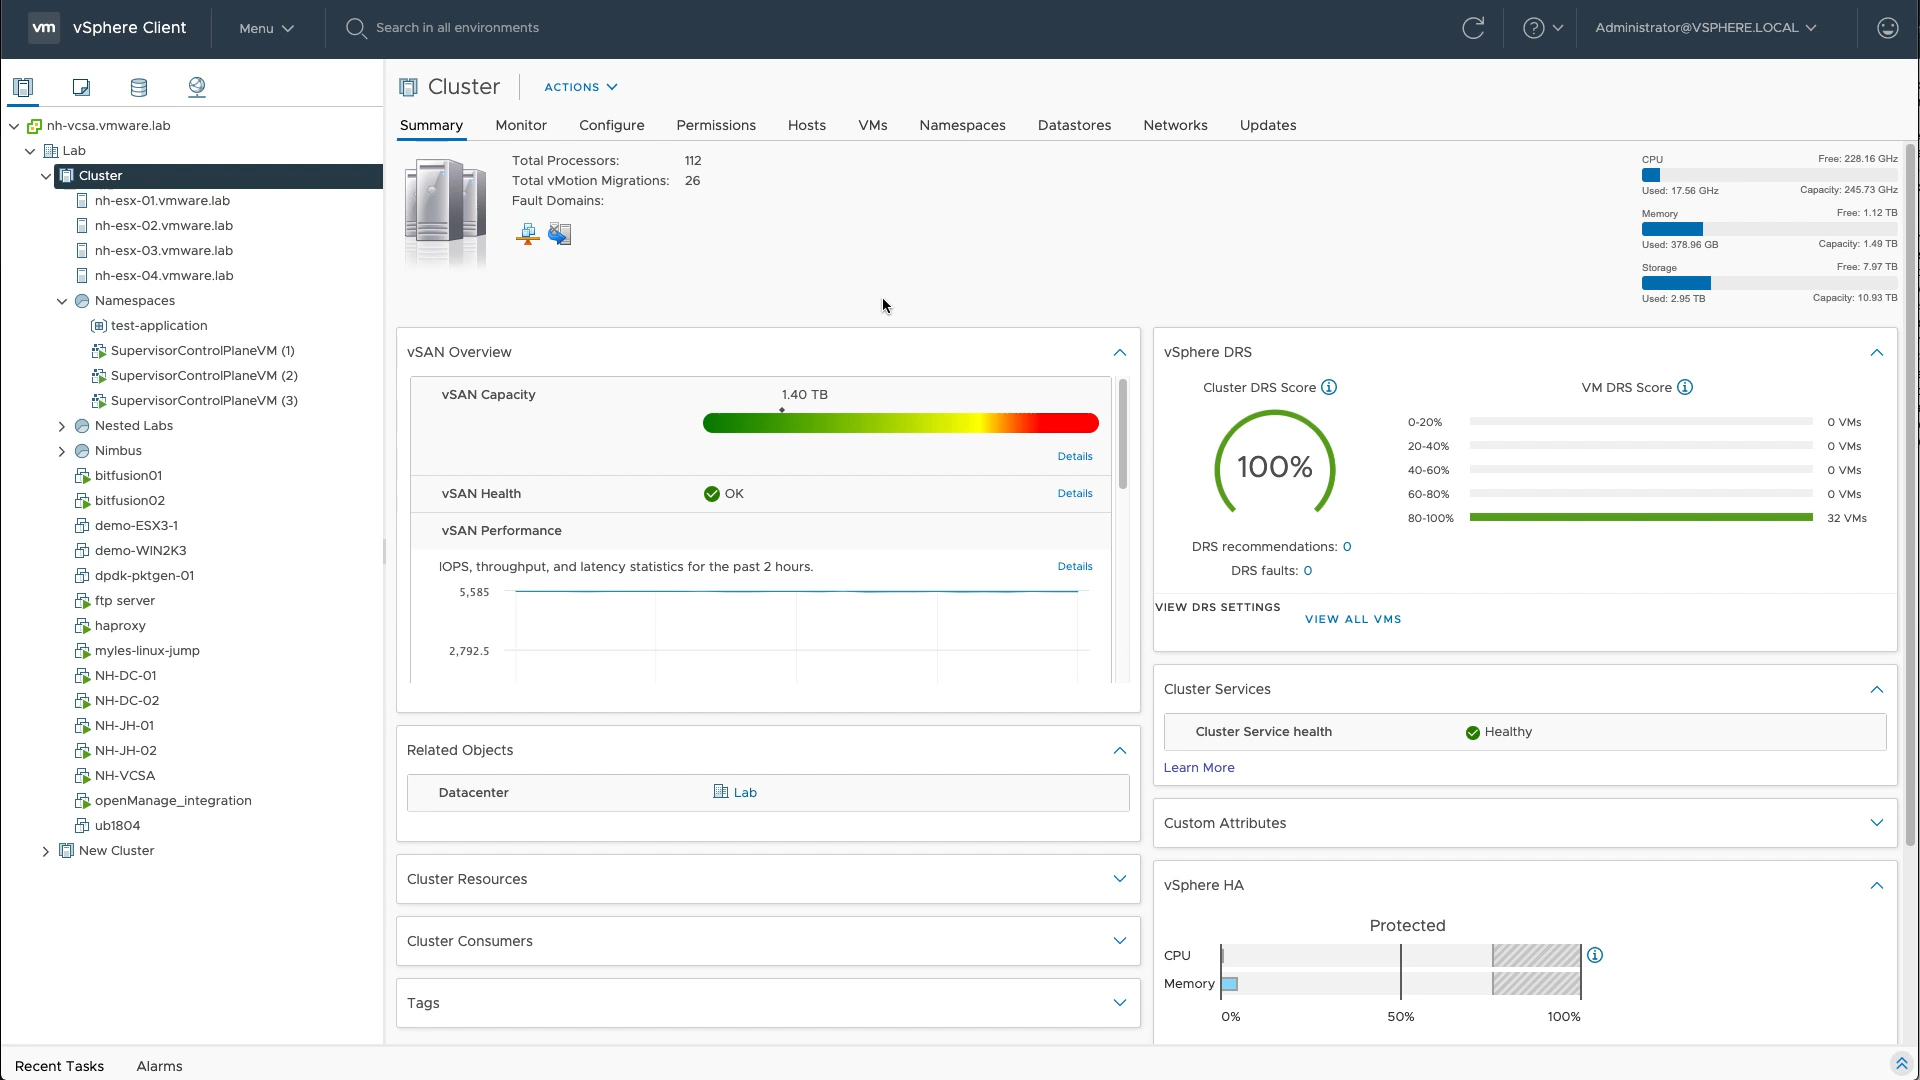 vm vSphere Client Menu Search in all environments Administrator@VSPHERE.LOCAL
nh-vcsa.vmware.lab
Lab
Cluster
nh-esx-01.vmware.lab
nh-esx-02.vmware.lab
nh-esx-03.vmware.lab
nh-esx-04.vmware.lab
Namespaces
test-application
SupervisorControlPlaneVM (1)
SupervisorControlPlaneVM (2)
SupervisorControlPlaneVM (3)
Nested Labs
Nimbus
bitfusion01
bitfusion02
demo-ESX3-1
demo-WIN2K3
dpdk-pktgen-01
ftp server
haproxy
myles-linux-jump
NH-DC-01
NH-DC-02
NH-JH-01
NH-JH-02
NH-VCSA
openManage_integration
ub1804
New Cluster
Cluster ACTIONS
Summary Monitor Configure Permissions Hosts VMs Namespaces Datastores Networks Updates
Total Processors: 112
Total vMotion Migrations: 26
Fault Domains:
CPU Free: 228.16 GHz
Used: 17.56 GHz Capacity: 245.73 GHz
Memory Free: 1.12 TB
Used: 378.96 GB Capacity: 1.49 TB
Storage Free: 7.97 TB
Used: 2.95 TB Capacity: 10.93 TB
vSAN Overview
vSAN Capacity 1.40 TB
Details
vSAN Health OK Details
vSAN Performance
IOPS, throughput, and latency statistics for the past 2 hours. Details
5,585
2,792.5
Related Objects
Datacenter Lab
Cluster Resources
Cluster Consumers
Tags
vSphere DRS
Cluster DRS Score
100%
DRS recommendations: 0
DRS faults: 0
VM DRS Score
0-20% 0 VMs
20-40% 0 VMs
40-60% 0 VMs
60-80% 0 VMs
80-100% 32 VMs
VIEW DRS SETTINGS
VIEW ALL VMS
Cluster Services
Cluster Service health Healthy
Learn More
Custom Attributes
vSphere HA
Protected
CPU
Memory
0% 50% 100%
Recent Tasks Alarms